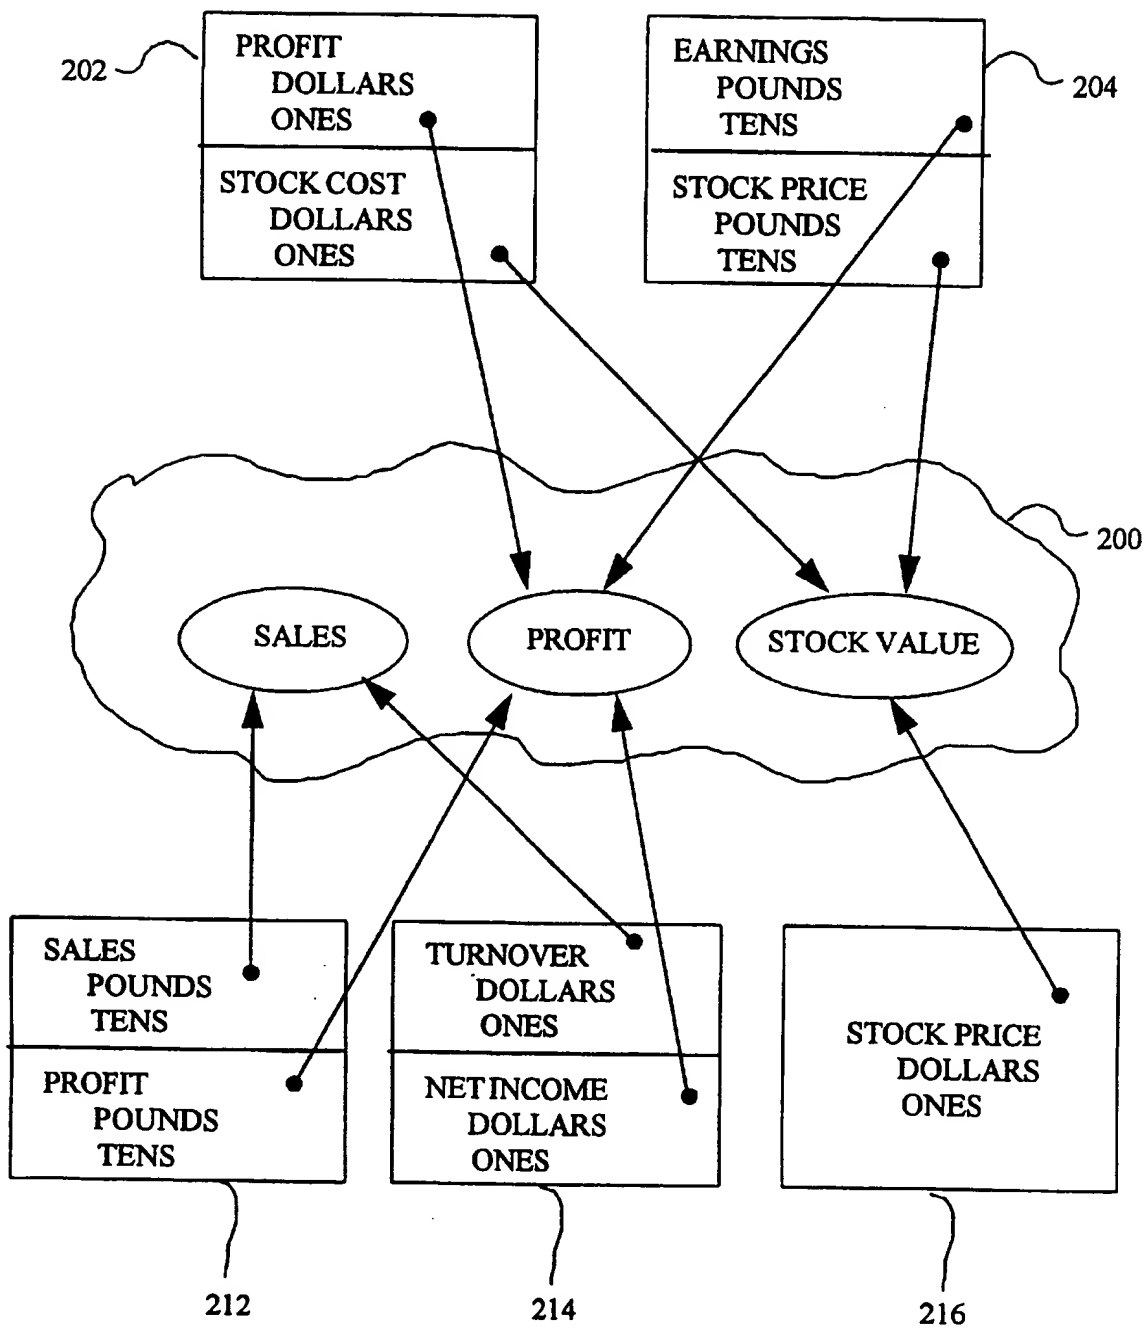 202
PROFIT
DOLLARS
ONES
STOCK COST
DOLLARS
ONES
EARNINGS
POUNDS
TENS
STOCK PRICE
POUNDS
TENS
204
200
SALES
PROFIT
STOCK VALUE
SALES
POUNDS
TENS
PROFIT
POUNDS
TENS
TURNOVER
DOLLARS
ONES
NET INCOME
DOLLARS
ONES
STOCK PRICE
DOLLARS
ONES
212
214
216